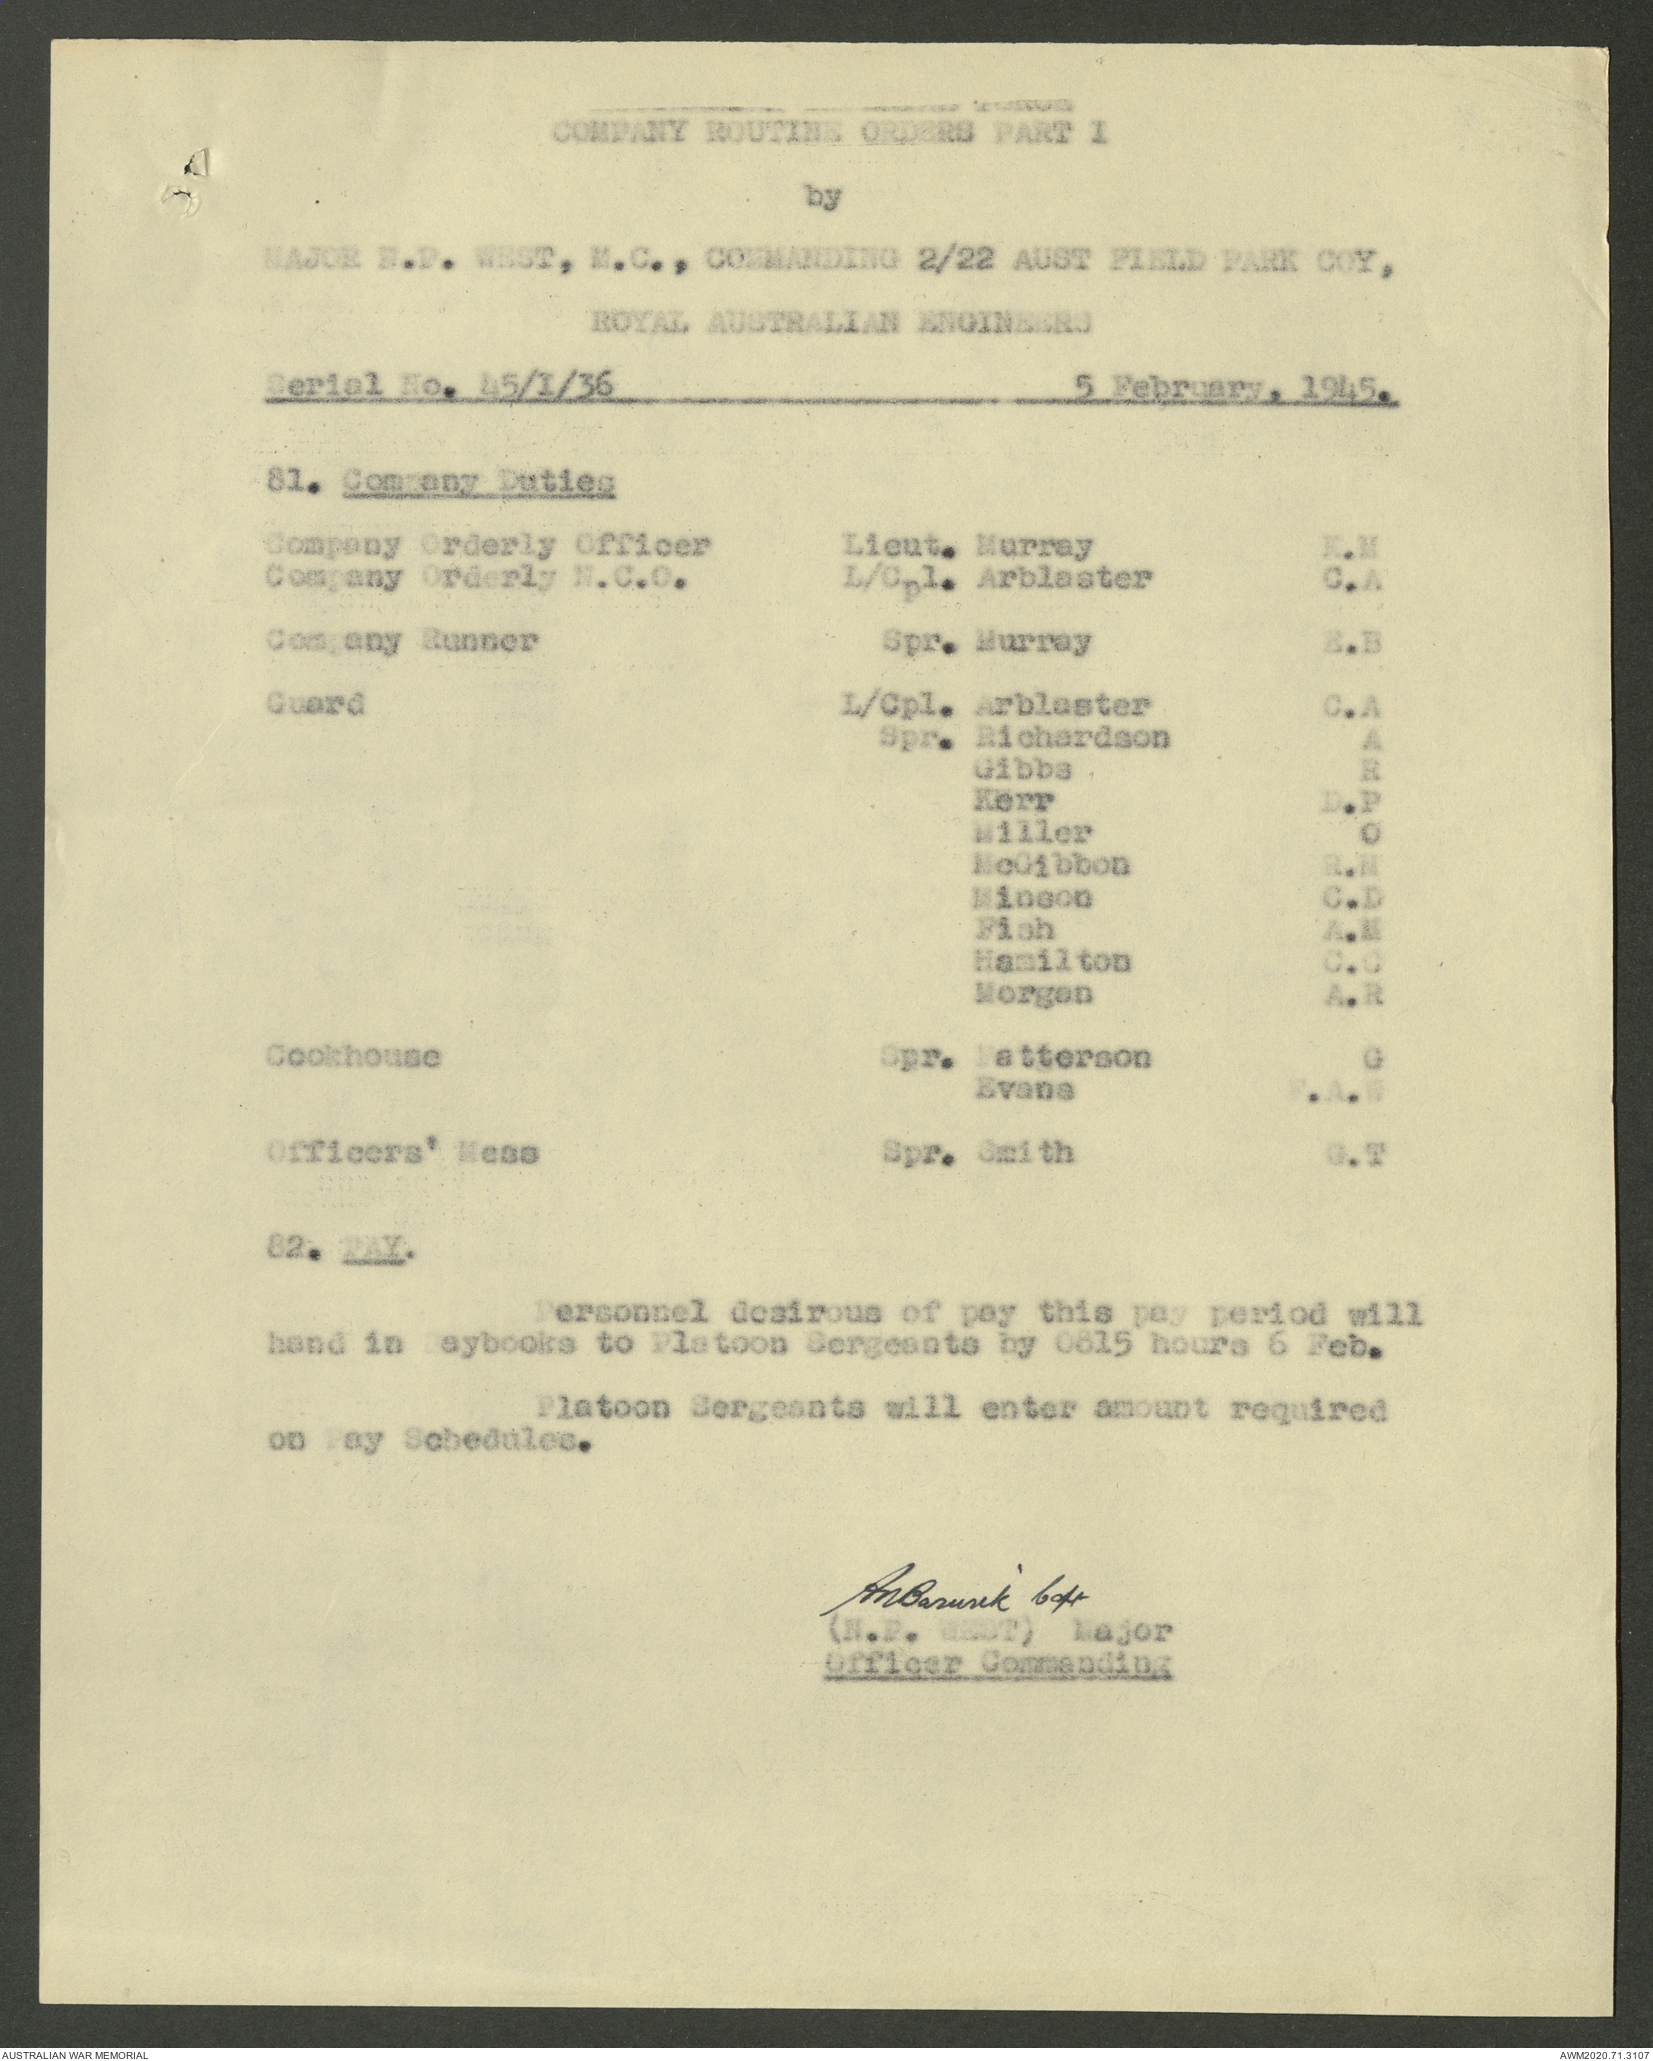 FORCE
COMPANY ROUTINE ORDERS PART I
by
MAJOR N.P. WEST, M.C., COMMANDING 2/22 AUST FIELD PARK COY,
ROYAL AUSTRALIAN ENGINEERS
Serial No. 45/I/36 5 February, 1945.
81. Company Duties
Company Orderly Officer Lieut. Murray K.M
Company Orderly N.C.O. L/Cpl. Arblaster C.A
Company Runner Spr. Murray E.B
Guard L/Cpl. Arblaster C.A
Spr. Richardson A
Gibbs R
Kerr D.P
Miller O
McGibbon R.M
Minson C.D
Fish A.M
Hamilton C.C
Morgan A.R
Cookhouse Spr. Patterson G
Evans F.A.W
Officers' Mess Spr. Smith G.T
82. PAY.
Personnel desirous of pay this pay period will
hand in Paybooks to Platoon Sergeants by 0815 hours 6 Feb.
Platoon Sergeants will enter amount required
on Pay Schedules.
(N.P. WEST) Major
Officer Commanding
AUSTRALIAN WAR MEMORIAL AWM2020.71.3107